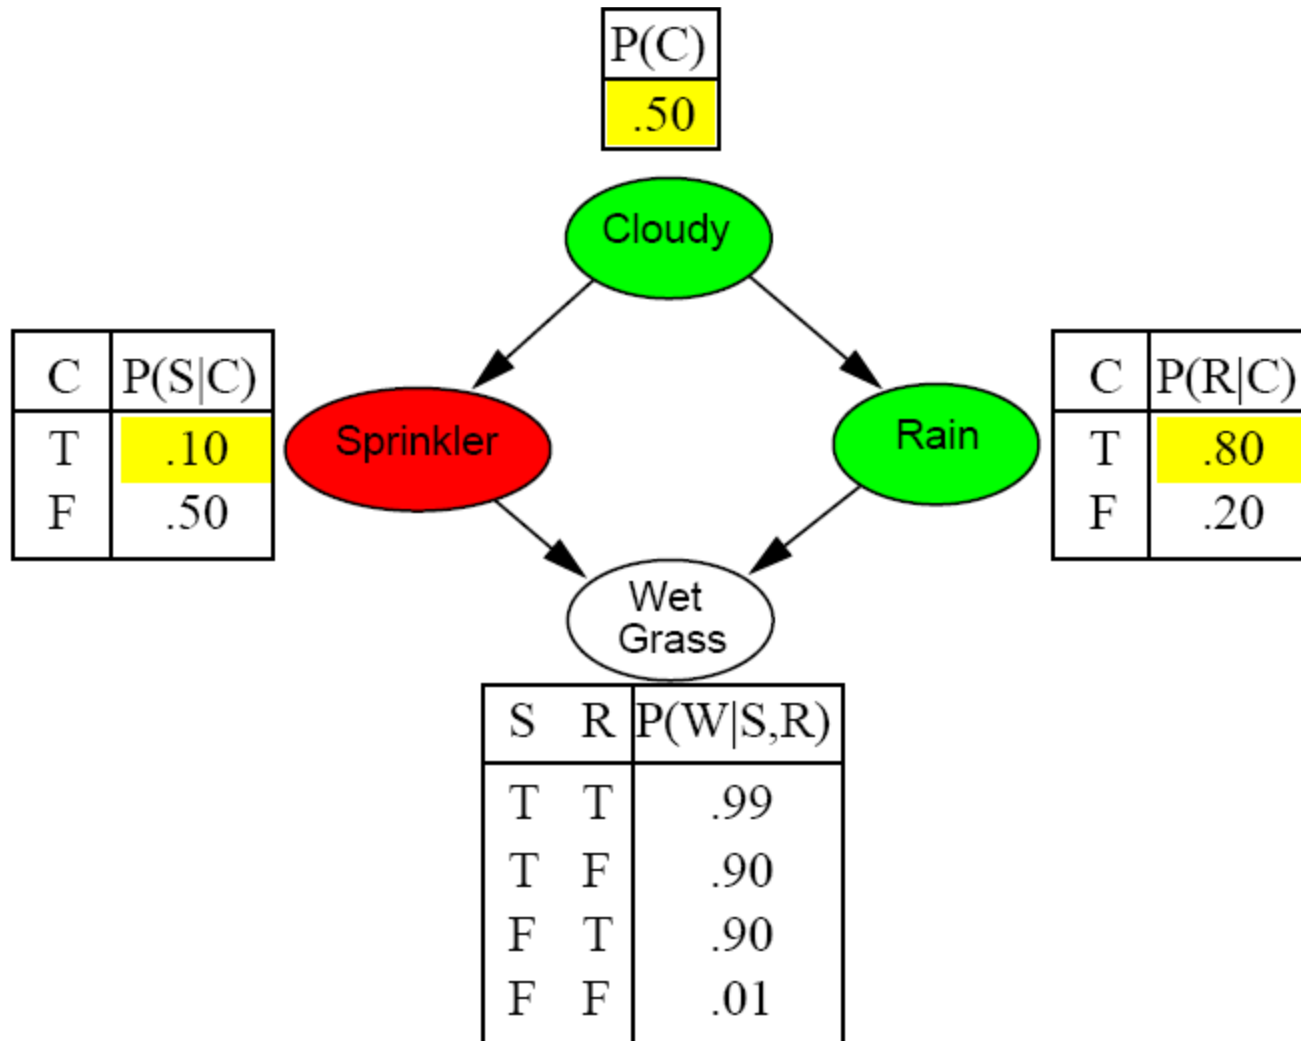 P(C)
.50
Cloudy
C P(S|C)
T .10
F .50
Sprinkler
Rain
C P(R|C)
T .80
F .20
Wet
Grass
S R P(W|S,R)
T T .99
T F .90
F T .90
F F .01